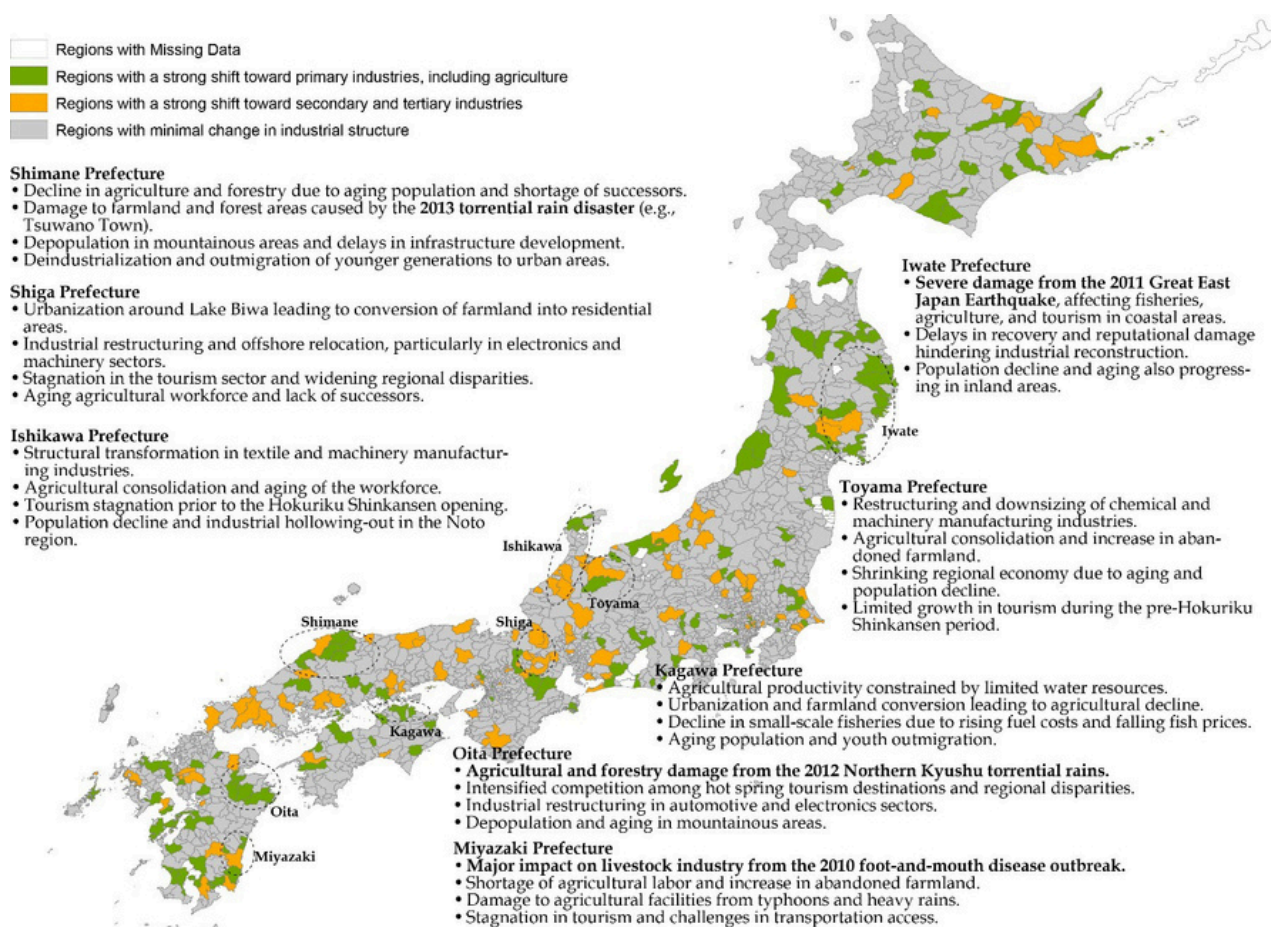 Regions with Missing Data
Regions with a strong shift toward primary industries, including agriculture
Regions with a strong shift toward secondary and tertiary industries
Regions with minimal change in industrial structure
Shimane Prefecture
• Decline in agriculture and forestry due to aging population and shortage of successors.
• Damage to farmland and forest areas caused by the 2013 torrential rain disaster (e.g.,
Tsuwano Town).
• Depopulation in mountainous areas and delays in infrastructure development.
• Deindustrialization and outmigration of younger generations to urban areas.
Shiga Prefecture
• Urbanization around Lake Biwa leading to conversion of farmland into residential
areas.
• Industrial restructuring and offshore relocation, particularly in electronics and
machinery sectors.
• Stagnation in the tourism sector and widening regional disparities.
• Aging agricultural workforce and lack of successors.
Ishikawa Prefecture
• Structural transformation in textile and machinery manufactur-
ing industries.
• Agricultural consolidation and aging of the workforce.
• Tourism stagnation prior to the Hokuriku Shinkansen opening.
• Population decline and industrial hollowing-out in the Noto
region.
Iwate Prefecture
• Severe damage from the 2011 Great East
Japan Earthquake, affecting fisheries,
agriculture, and tourism in coastal areas.
• Delays in recovery and reputational damage
hindering industrial reconstruction.
• Population decline and aging also progress-
ing in inland areas.
Iwate
Toyama Prefecture
• Restructuring and downsizing of chemical and
machinery manufacturing industries.
• Agricultural consolidation and increase in aban-
doned farmland.
• Shrinking regional economy due to aging and
population decline.
• Limited growth in tourism during the pre-Hokuriku
Shinkansen period.
Ishikawa
Toyama
Shimane
Shiga
Kagawa Prefecture
• Agricultural productivity constrained by limited water resources.
• Urbanization and farmland conversion leading to agricultural decline.
• Decline in small-scale fisheries due to rising fuel costs and falling fish prices.
• Aging population and youth outmigration.
Kagawa
Oita Prefecture
• Agricultural and forestry damage from the 2012 Northern Kyushu torrential rains.
• Intensified competition among hot spring tourism destinations and regional disparities.
• Industrial restructuring in automotive and electronics sectors.
• Depopulation and aging in mountainous areas.
Oita
Miyazaki
Miyazaki Prefecture
• Major impact on livestock industry from the 2010 foot-and-mouth disease outbreak.
• Shortage of agricultural labor and increase in abandoned farmland.
• Damage to agricultural facilities from typhoons and heavy rains.
• Stagnation in tourism and challenges in transportation access.